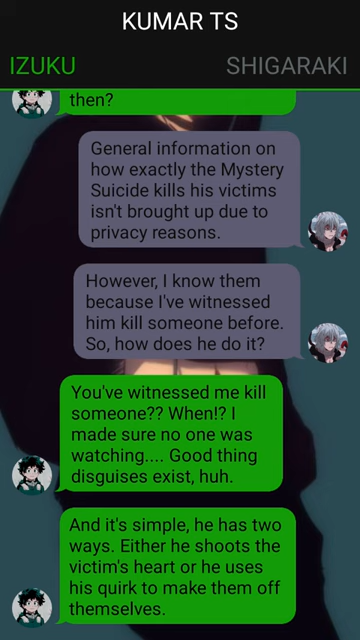 KUMAR TS
IZUKU
SHIGARAKI
then?
General information on
how exactly the Mystery
Suicide kills his victims
isn't brought up due to
privacy reasons.
However, I know them
because I've witnessed
him kill someone before.
So, how does he do it?
You've witnessed me kill
someone?? When!? I
made sure no one was
watching.... Good thing
disguises exist, huh.
And it's simple, he has two
ways. Either he shoots the
victim's heart or he uses
his quirk to make them off
themselves.